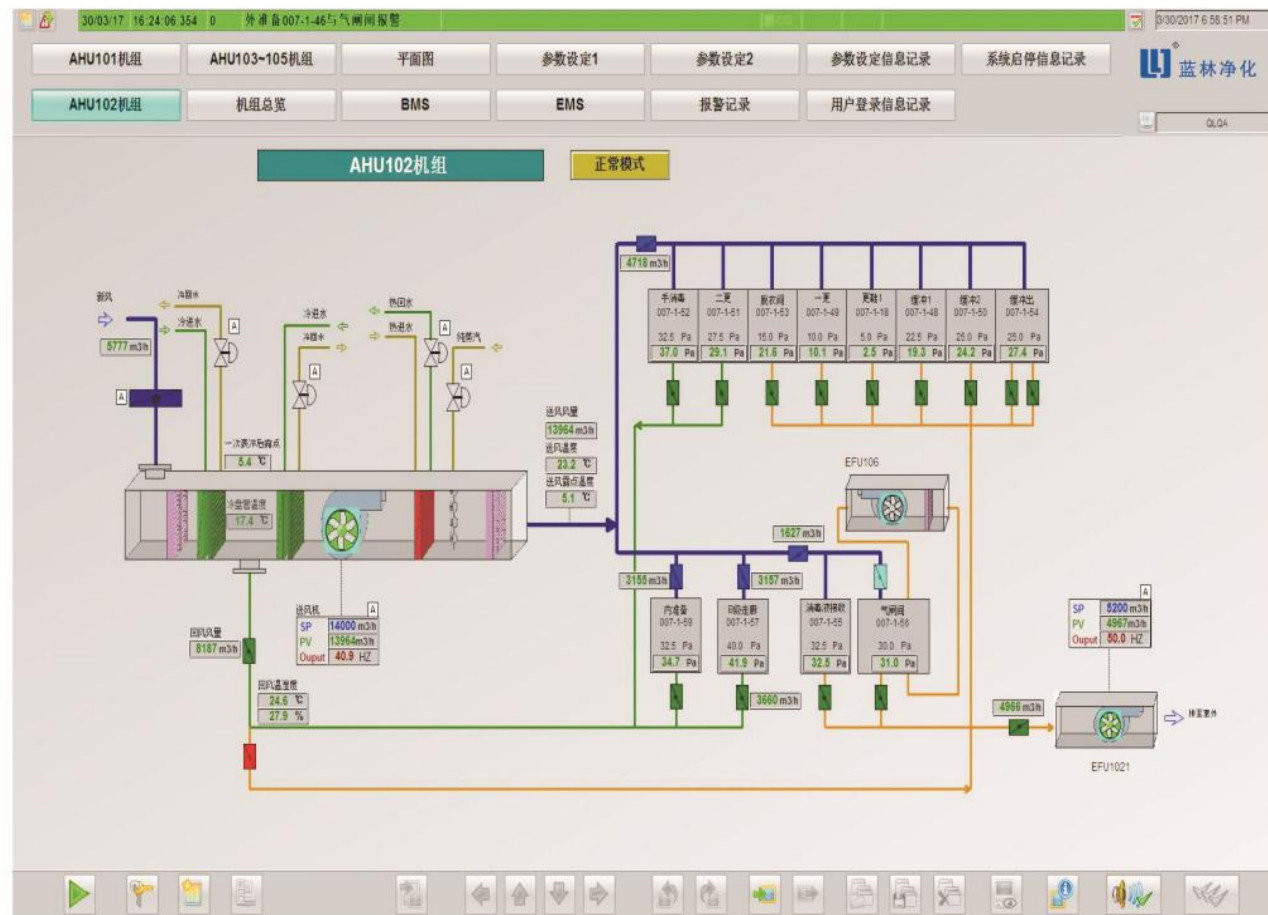 30/03/17 16:24:06 354 0 外准备007-1-46与气闸间报警
3/30/2017 6:58:51 PM
AHU101机组 AHU103~105机组 平面图 参数设定1 参数设定2 参数设定信息记录 系统启停信息记录
蓝林净化
AHU102机组 机组总览 BMS EMS 报警记录 用户登录信息记录
QLQA
AHU102机组 正常模式
4718 m3/h
手消毒 二更 脱衣间 一更 更鞋1 缓冲1 缓冲2 缓冲出
007-1-52 007-1-51 007-1-53 007-1-49 007-1-18 007-1-48 007-1-50 007-1-54
32.5 Pa 27.5 Pa 15.0 Pa 10.0 Pa 5.0 Pa 22.5 Pa 25.0 Pa 25.0 Pa
37.0 Pa 29.1 Pa 21.6 Pa 10.1 Pa 2.5 Pa 19.3 Pa 24.2 Pa 27.4 Pa
新风 冷回水 冷进水 冷进水 冷回水 热回水 热进水 纯蒸汽
5777 m3/h
A A A A A
一次表冷后露点
5.4 ℃
冷盘管温度
17.4 ℃
送风风量
13964 m3/h
送风温度
23.2 ℃
送风露点温度
5.1 ℃
EFU106
1627 m3/h
3155 m3/h 3157 m3/h
内准备 B级走廊 消毒液接收 气闸间
007-1-59 007-1-57 007-1-55 007-1-56
32.5 Pa 40.0 Pa 32.5 Pa 30.0 Pa
34.7 Pa 41.9 Pa 32.5 Pa 31.0 Pa
3660 m3/h
送风机 A
SP 14000 m3/h
PV 13964 m3/h
Ouput 40.9 HZ
回风风量
8187 m3/h
回风温湿度
24.6 ℃
27.9 %
A
SP 5200 m3/h
PV 4967 m3/h
Ouput 50.0 HZ
4966 m3/h
排至室外
EFU1021